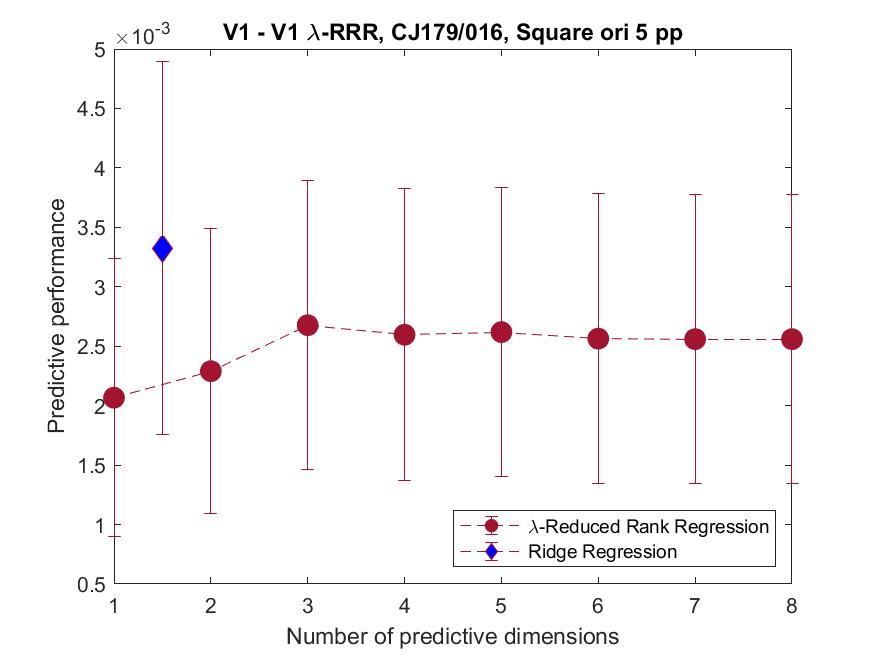 ×10⁻³
V1 - V1 λ-RRR, CJ179/016, Square ori 5 pp
5
4.5
4
3.5
3
2.5
2
1.5
1
0.5
Predictive performance
λ-Reduced Rank Regression
Ridge Regression
1 2 3 4 5 6 7 8
Number of predictive dimensions